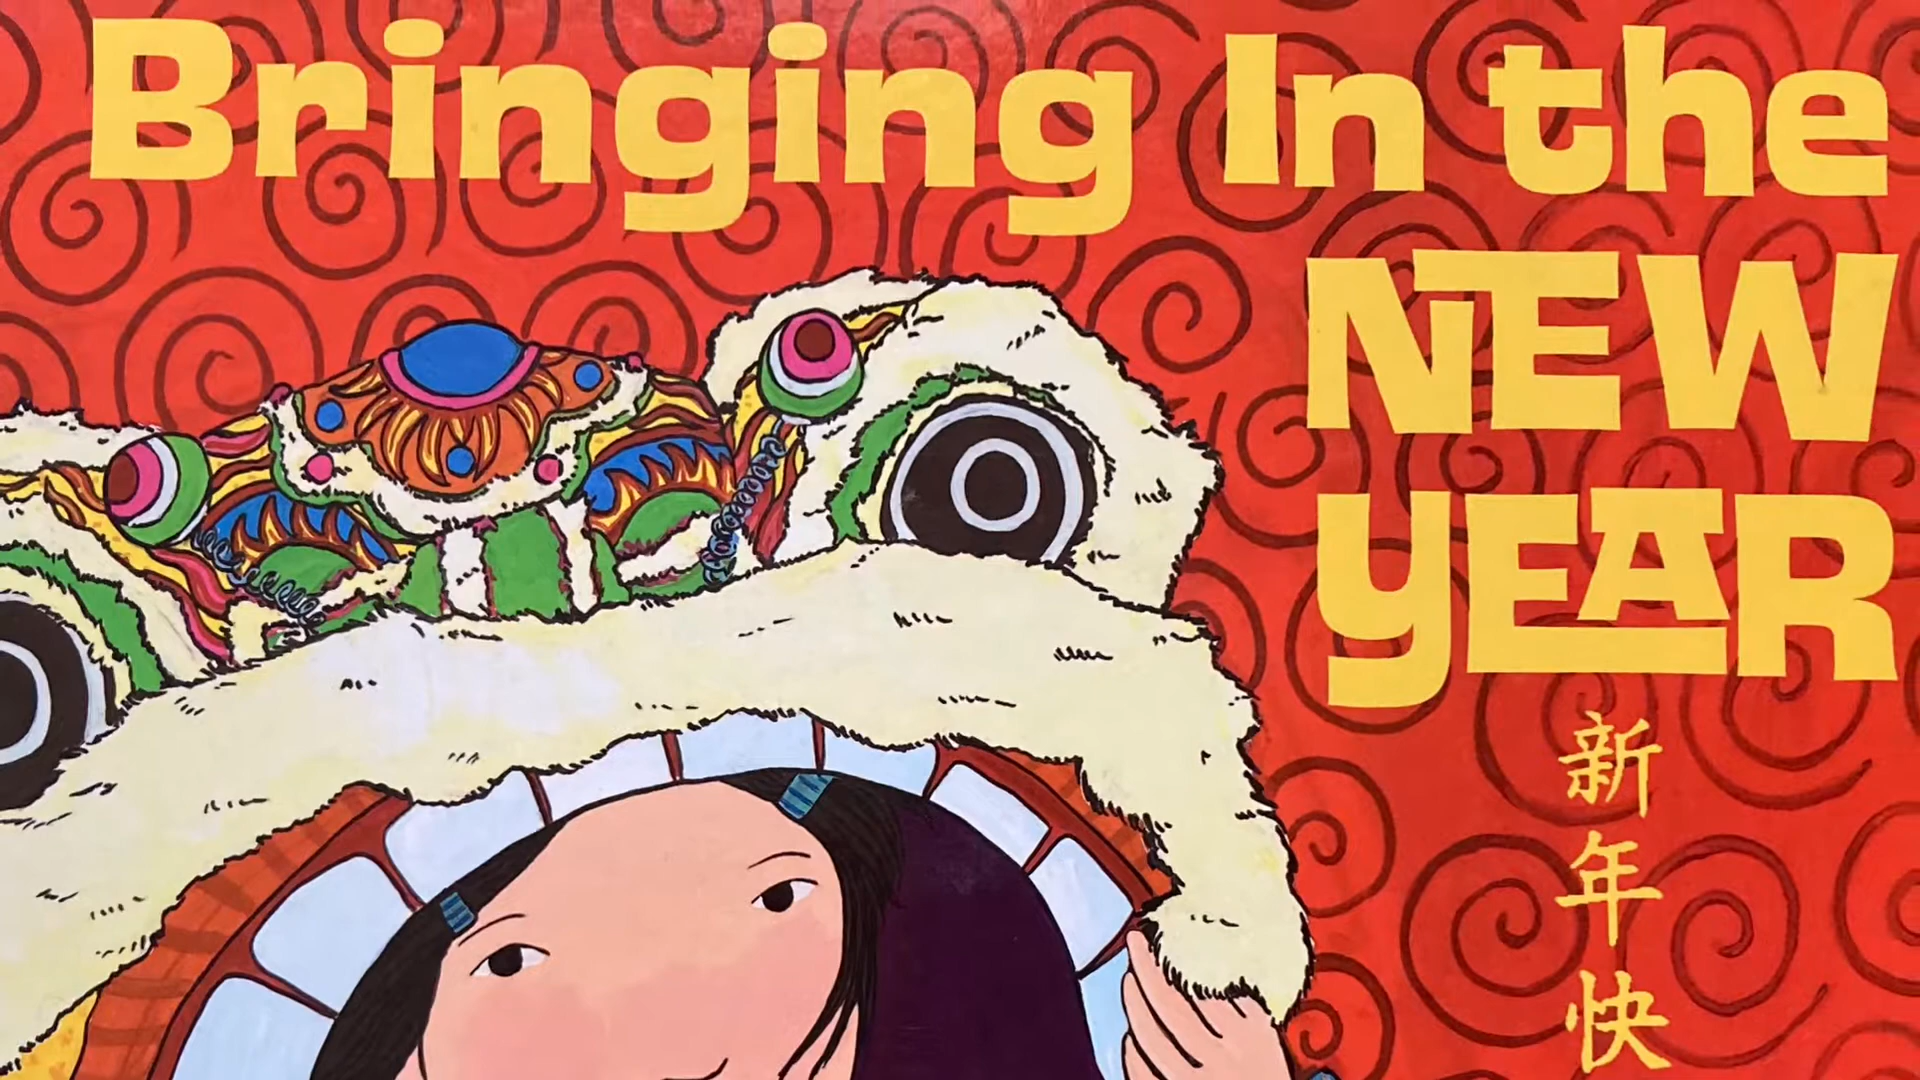 Bringing In the
NEW
YEAR
新
年
快